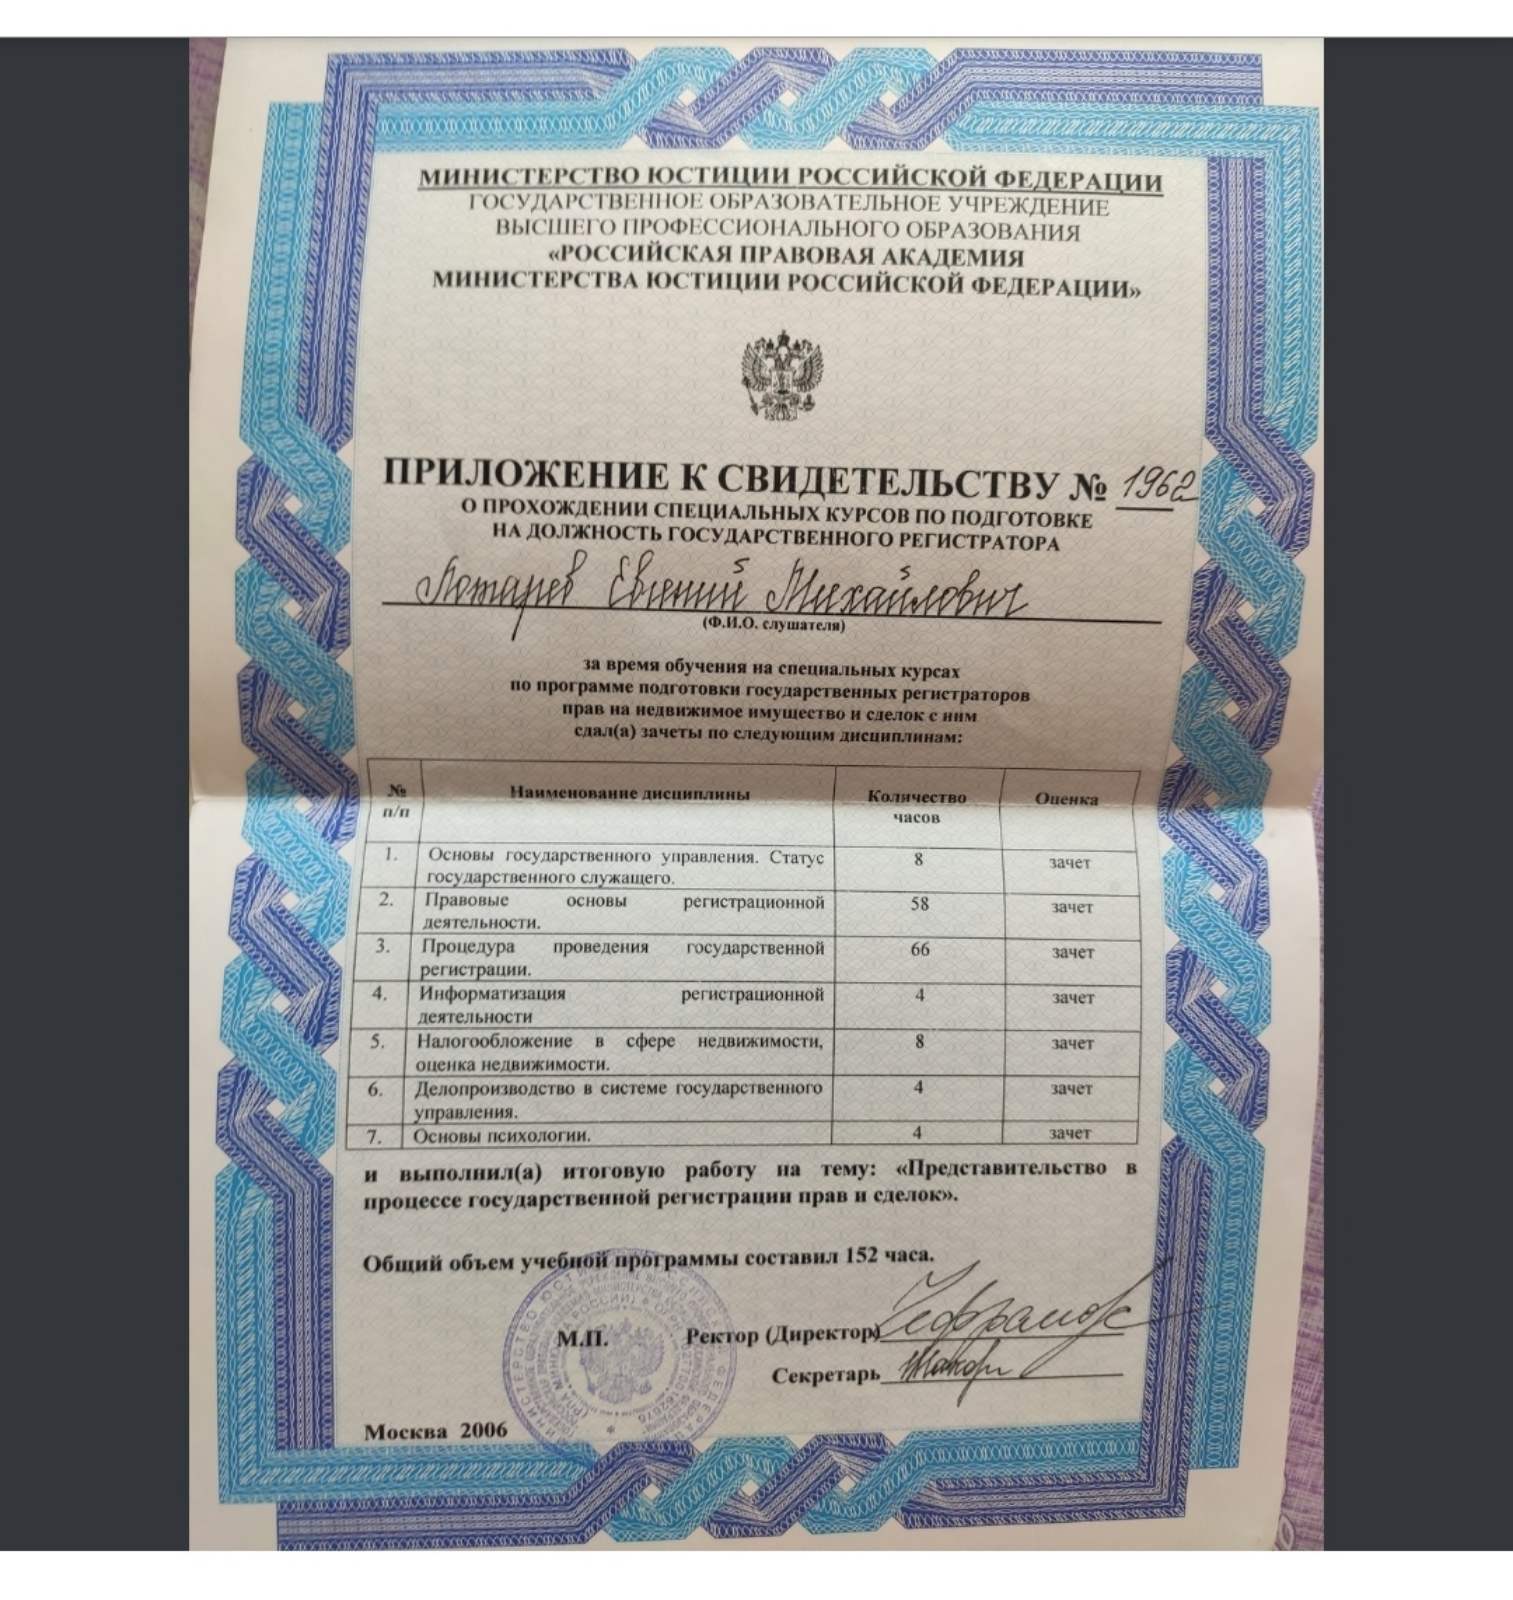 МИНИСТЕРСТВО ЮСТИЦИИ РОССИЙСКОЙ ФЕДЕРАЦИИ
ГОСУДАРСТВЕННОЕ ОБРАЗОВАТЕЛЬНОЕ УЧРЕЖДЕНИЕ
ВЫСШЕГО ПРОФЕССИОНАЛЬНОГО ОБРАЗОВАНИЯ
«РОССИЙСКАЯ ПРАВОВАЯ АКАДЕМИЯ
МИНИСТЕРСТВА ЮСТИЦИИ РОССИЙСКОЙ ФЕДЕРАЦИИ»
ПРИЛОЖЕНИЕ К СВИДЕТЕЛЬСТВУ № 1962
О ПРОХОЖДЕНИИ СПЕЦИАЛЬНЫХ КУРСОВ ПО ПОДГОТОВКЕ
НА ДОЛЖНОСТЬ ГОСУДАРСТВЕННОГО РЕГИСТРАТОРА
Евгений Михайлович
(Ф.И.О. слушателя)
за время обучения на специальных курсах
по программе подготовки государственных регистраторов
прав на недвижимое имущество и сделок с ним
сдал(а) зачеты по следующим дисциплинам:
№ п/п Наименование дисциплины Количество часов Оценка
1. Основы государственного управления. Статус 8 зачет
государственного служащего.
2. Правовые основы регистрационной 58 зачет
деятельности.
3. Процедура проведения государственной 66 зачет
регистрации.
4. Информатизация регистрационной 4 зачет
деятельности
5. Налогообложение в сфере недвижимости, 8 зачет
оценка недвижимости.
6. Делопроизводство в системе государственного 4 зачет
управления.
7. Основы психологии. 4 зачет
и выполнил(а) итоговую работу на тему: «Представительство в
процессе государственной регистрации прав и сделок».
Общий объем учебной программы составил 152 часа.
М.П. Ректор (Директор)
Секретарь
Москва 2006